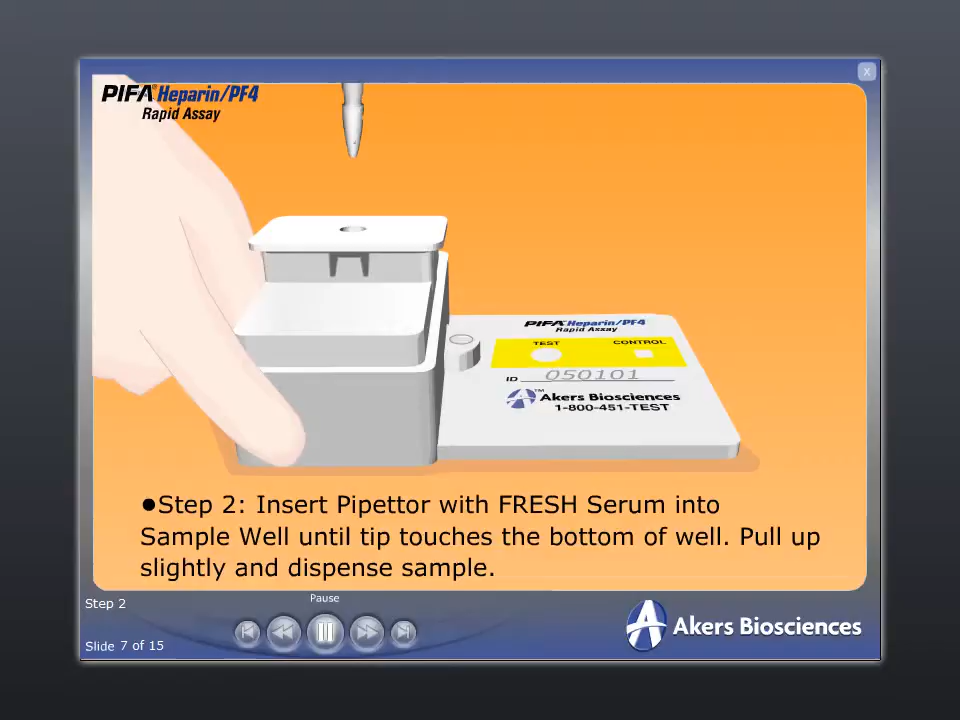 x
PIFA® Heparin/PF4
Rapid Assay
PIFA Heparin/PF4
Rapid Assay
TEST CONTROL
ID 050101
Akers Biosciences™
1-800-451-TEST
●Step 2: Insert Pipettor with FRESH Serum into
Sample Well until tip touches the bottom of well. Pull up
slightly and dispense sample.
Step 2
Pause
Slide 7 of 15
Akers Biosciences